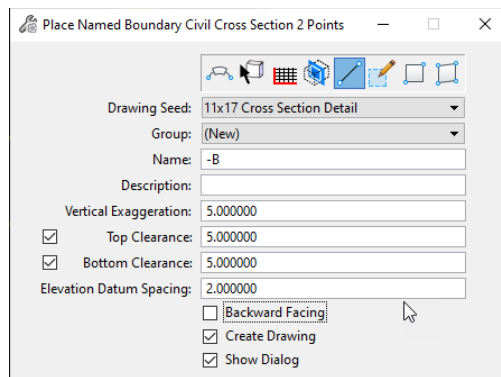 Place Named Boundary Civil Cross Section 2 Points
Drawing Seed: 11x17 Cross Section Detail
Group: (New)
Name: -B
Description:
Vertical Exaggeration: 5.000000
Top Clearance: 5.000000
Bottom Clearance: 5.000000
Elevation Datum Spacing: 2.000000
Backward Facing
Create Drawing
Show Dialog